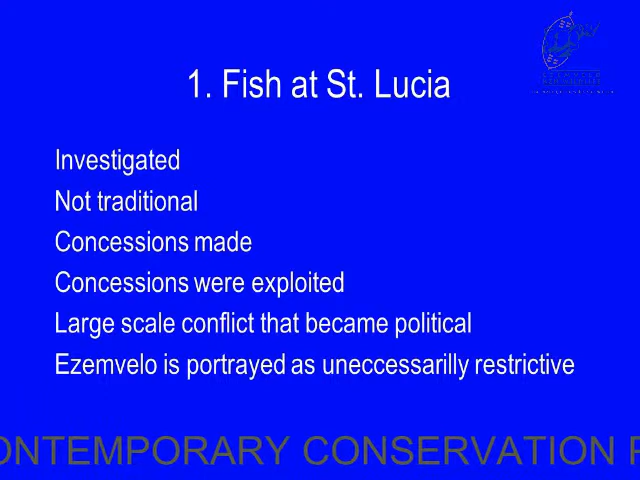 1. Fish at St. Lucia
Investigated
Not traditional
Concessions made
Concessions were exploited
Large scale conflict that became political
Ezemvelo is portrayed as uneccessarilly restrictive
ONTEMPORARY CONSERVATION